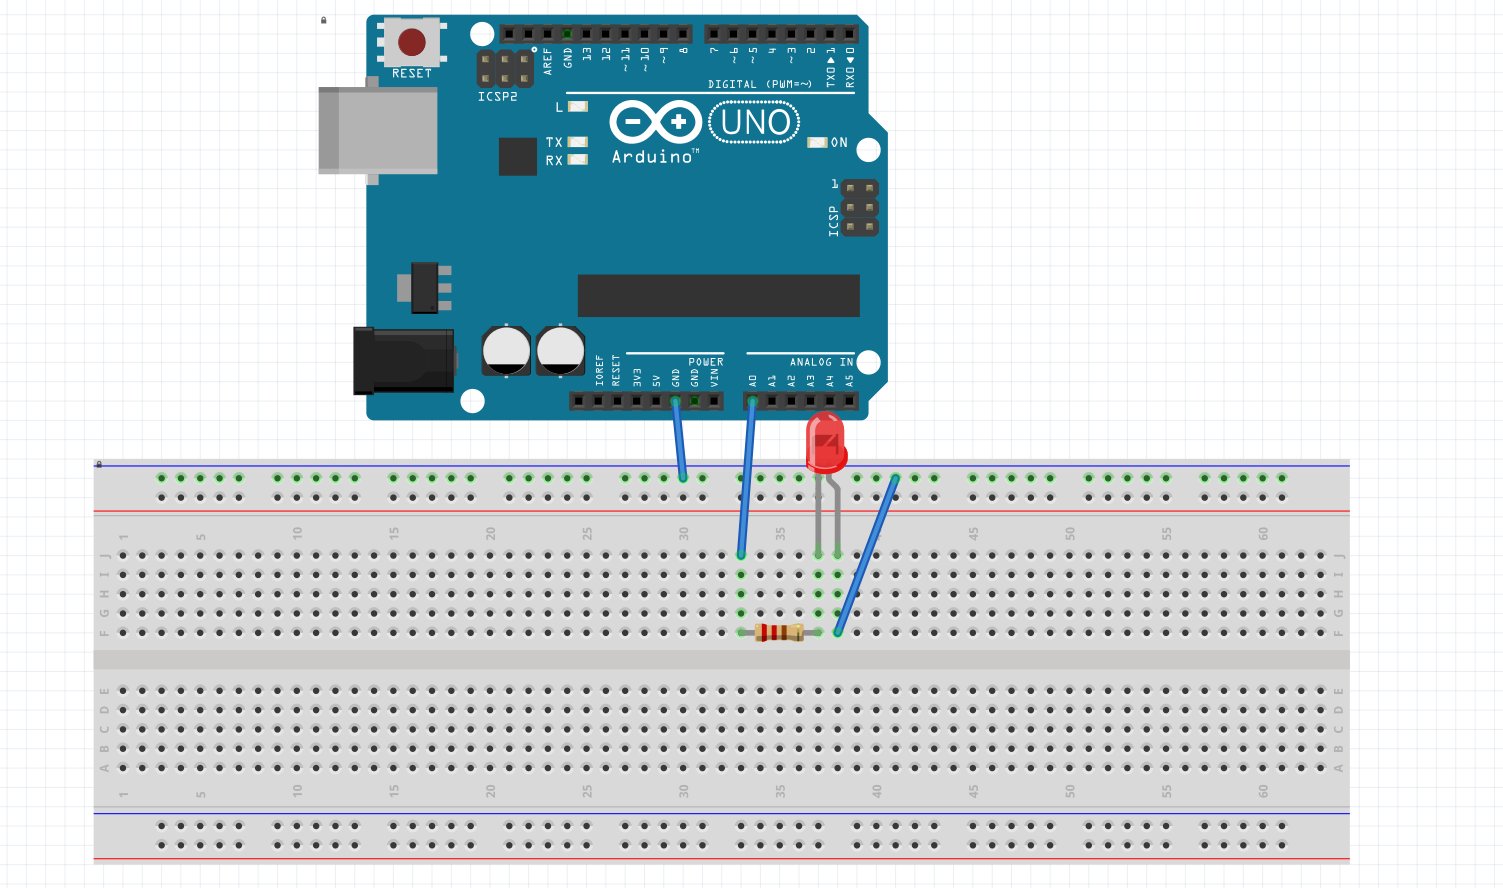 RESET
ICSP2
AREF
GND
13
12
~11
~10
~9
8
7
~6
~5
4
~3
2
TX0▶1
RX0◀0
DIGITAL (PWM=~)
L
TX
RX
Arduino™
UNO
ON
1
ICSP
IOREF
RESET
3V3
5V
GND
GND
VIN
POWER
A0
A1
A2
A3
A4
A5
ANALOG IN
1 5 10 15 20 25 30 35 40 45 50 55 60
J J
I I
H H
G G
F F
E E
D D
C C
B B
A A
1 5 10 15 20 25 30 35 40 45 50 55 60